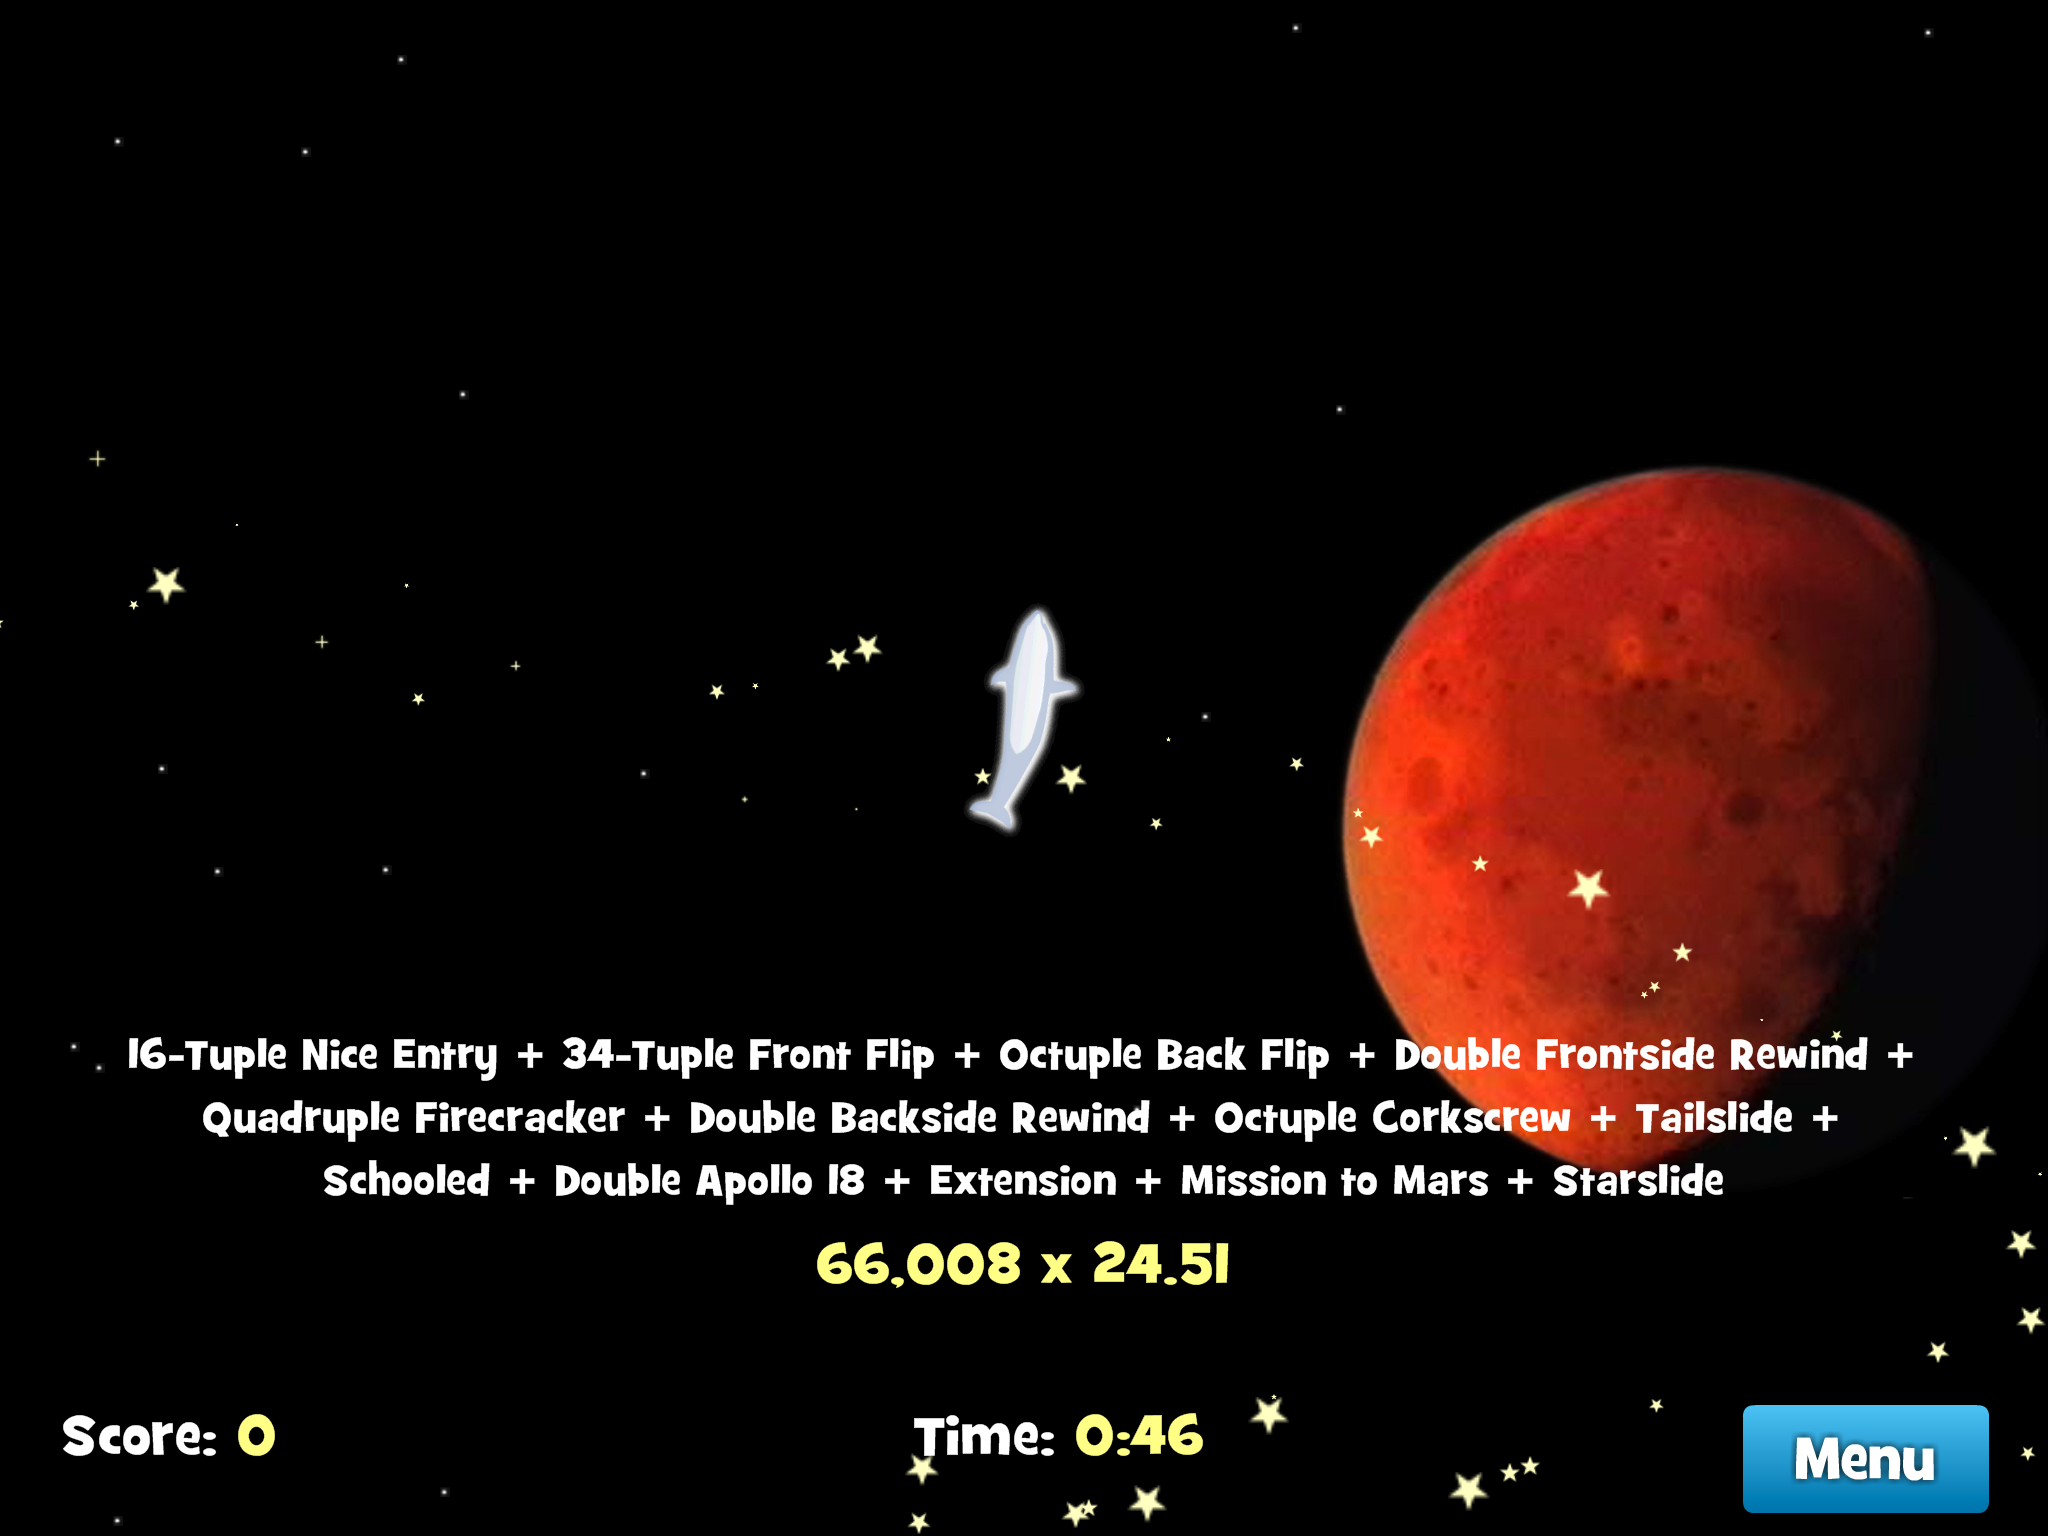 16-Tuple Nice Entry + 34-Tuple Front Flip + Octuple Back Flip + Double Frontside Rewind +
Quadruple Firecracker + Double Backside Rewind + Octuple Corkscrew + Tailslide +
Schooled + Double Apollo 18 + Extension + Mission to Mars + Starslide
66,008 x 24.51
Score: 0
Time: 0:46
Menu